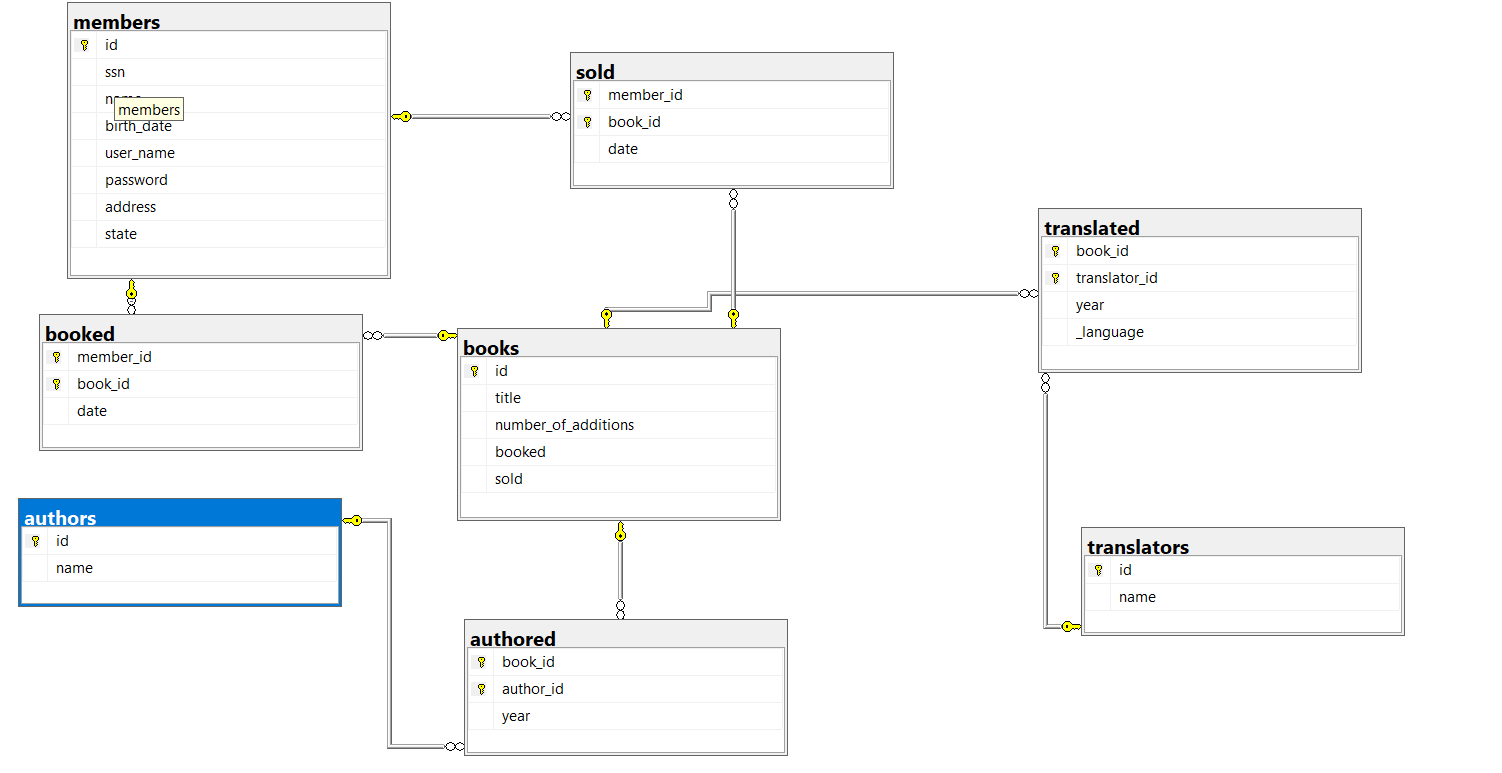 members
id
ssn
members
birth_date
user_name
password
address
state
sold
member_id
book_id
date
translated
book_id
translator_id
year
_language
booked
member_id
book_id
date
books
id
title
number_of_additions
booked
sold
authors
id
name
translators
id
name
authored
book_id
author_id
year